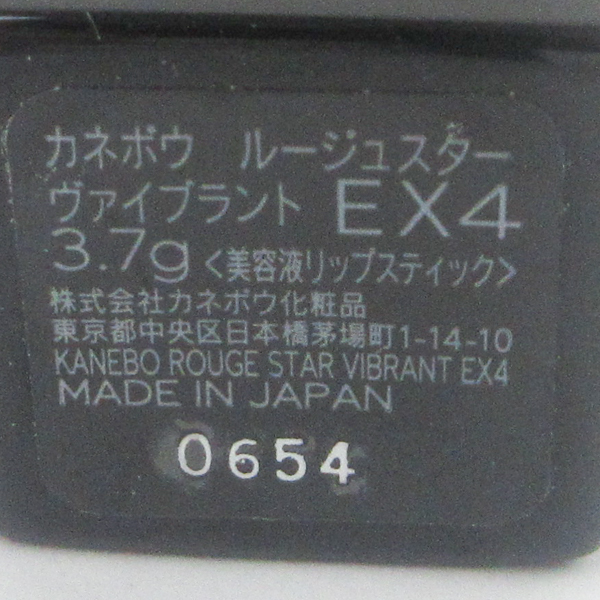 カネボウ ルージュスター
ヴァイブラント EX4
3.7g <美容液リップスティック>
株式会社カネボウ化粧品
東京都中央区日本橋茅場町1-14-10
KANEBO ROUGE STAR VIBRANT EX4
MADE IN JAPAN
0654